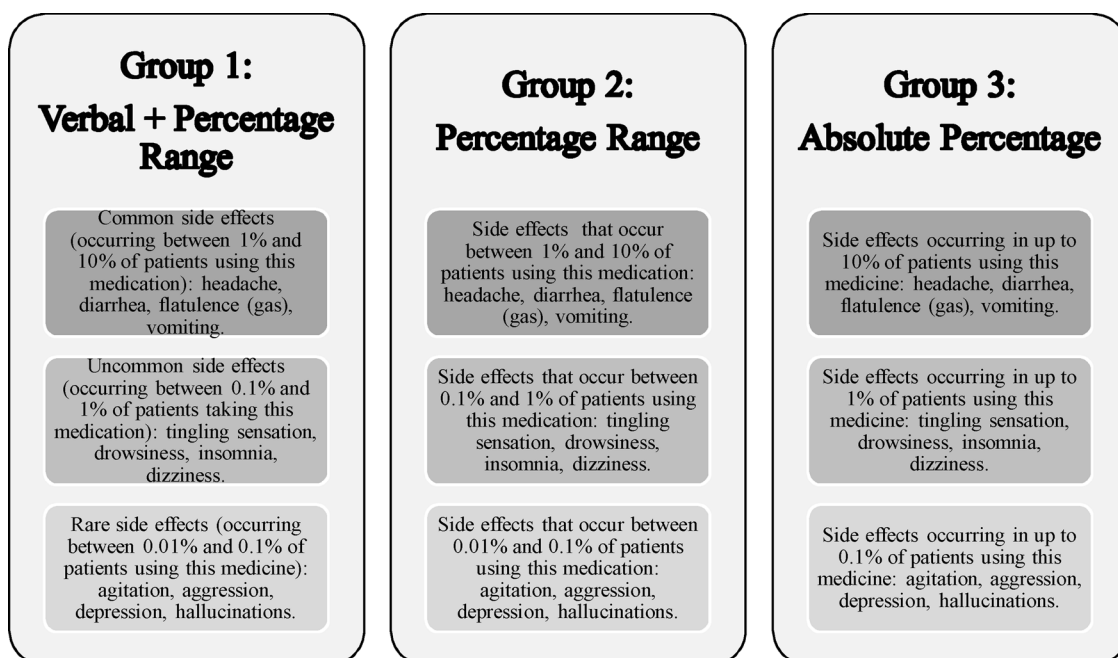 Group 1:
Verbal + Percentage
Range
Common side effects
(occurring between 1% and
10% of patients using this
medication): headache,
diarrhea, flatulence (gas),
vomiting.
Uncommon side effects
(occurring between 0.1% and
1% of patients taking this
medication): tingling sensation,
drowsiness, insomnia,
dizziness.
Rare side effects (occurring
between 0.01% and 0.1% of
patients using this medicine):
agitation, aggression,
depression, hallucinations.
Group 2:
Percentage Range
Side effects that occur
between 1% and 10% of
patients using this medication:
headache, diarrhea, flatulence
(gas), vomiting.
Side effects that occur between
0.1% and 1% of patients using
this medication: tingling
sensation, drowsiness,
insomnia, dizziness.
Side effects that occur between
0.01% and 0.1% of patients
using this medication:
agitation, aggression,
depression, hallucinations.
Group 3:
Absolute Percentage
Side effects occurring in up to
10% of patients using this
medicine: headache, diarrhea,
flatulence (gas), vomiting.
Side effects occurring in up to
1% of patients using this
medicine: tingling sensation,
drowsiness, insomnia,
dizziness.
Side effects occurring in up to
0.1% of patients using this
medicine: agitation, aggression,
depression, hallucinations.